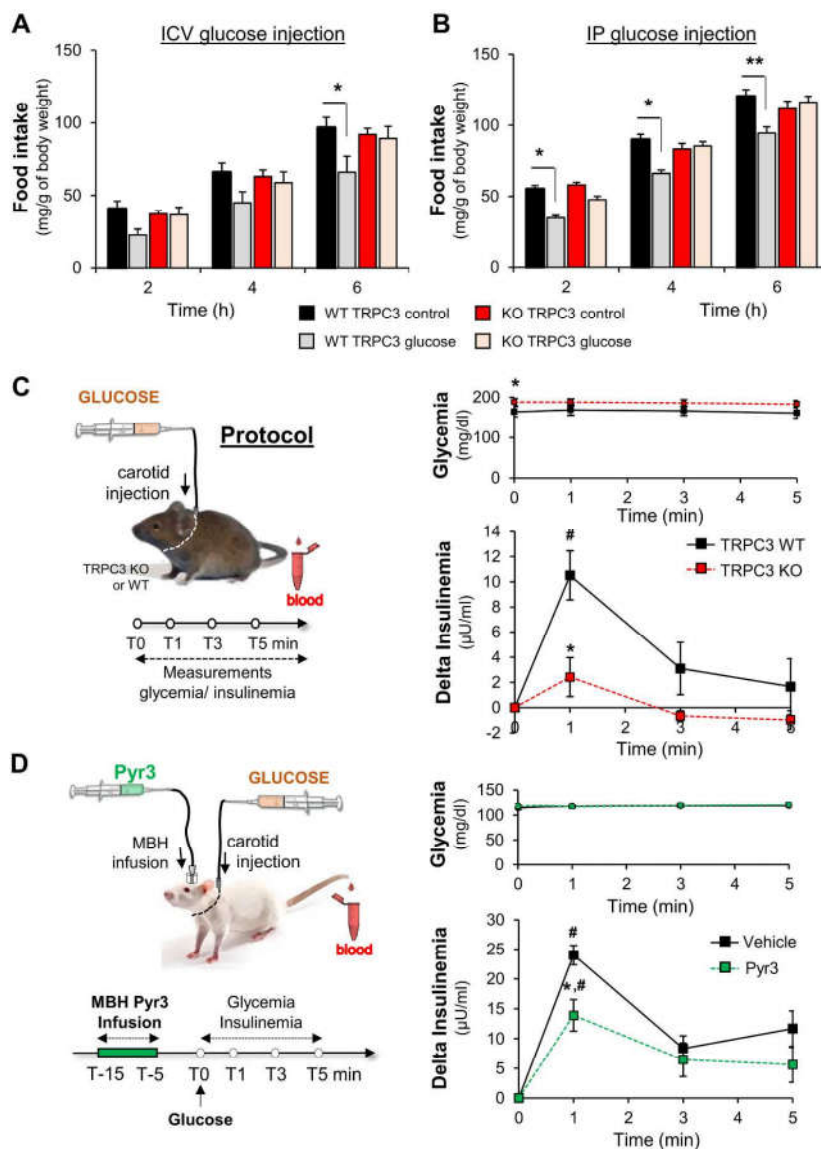 A
ICV glucose injection
Food intake
(mg/g of body weight)
150
100
50
0
*
2
4
6
Time (h)
B
IP glucose injection
Food intake
(mg/g of body weight)
150
100
50
0
*
*
**
2
4
6
Time (h)
WT TRPC3 control
KO TRPC3 control
WT TRPC3 glucose
KO TRPC3 glucose
C
GLUCOSE
Protocol
carotid
injection
TRPC3 KO
or WT
blood
T0
T1
T3
T5 min
Measurements
glycemia/ insulinemia
Glycemia
(mg/dl)
200
100
0
*
0
1
3
5
Time (min)
Delta Insulinemia
(µU/ml)
14
12
10
8
6
4
2
0
-2
#
*
TRPC3 WT
TRPC3 KO
0
1
2
3
4
5
Time (min)
D
Pyr3
GLUCOSE
MBH
infusion
carotid
injection
blood
MBH Pyr3
Infusion
Glycemia
Insulinemia
T-15
T-5
T0
T1
T3
T5 min
Glucose
Glycemia
(mg/dl)
150
100
50
0
0
1
3
5
Time (min)
Delta Insulinemia
(µU/ml)
30
25
20
15
10
5
0
#
*,#
Vehicle
Pyr3
0
1
2
3
4
5
Time (min)